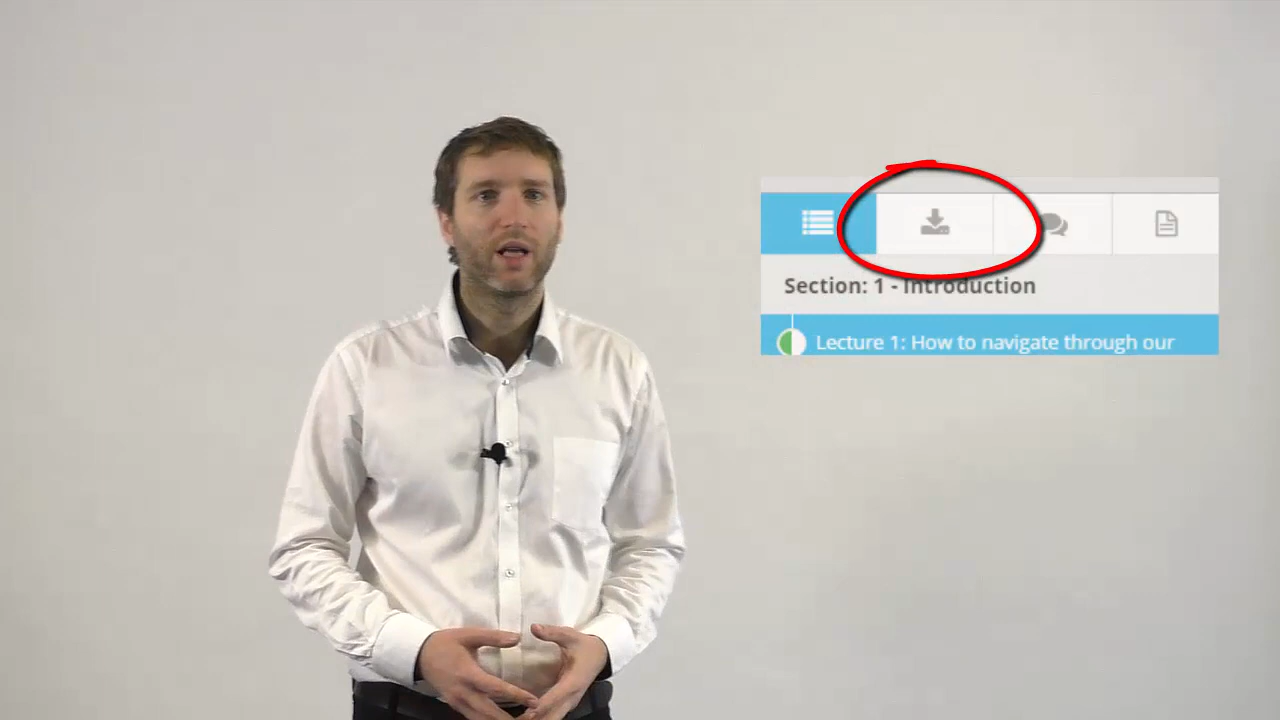 Section: 1 - Introduction
Lecture 1: How to navigate through our